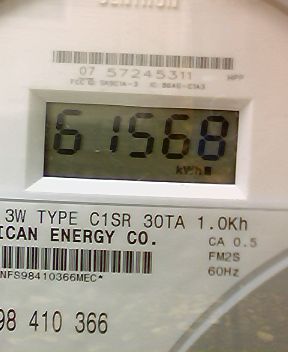 07 57245311 MPP
61568
kWh
3W TYPE C1SR 30TA 1.0Kh
ICAN ENERGY CO.
CA 0.5
FM2S
60Hz
NFS98410366MEC*
98 410 366